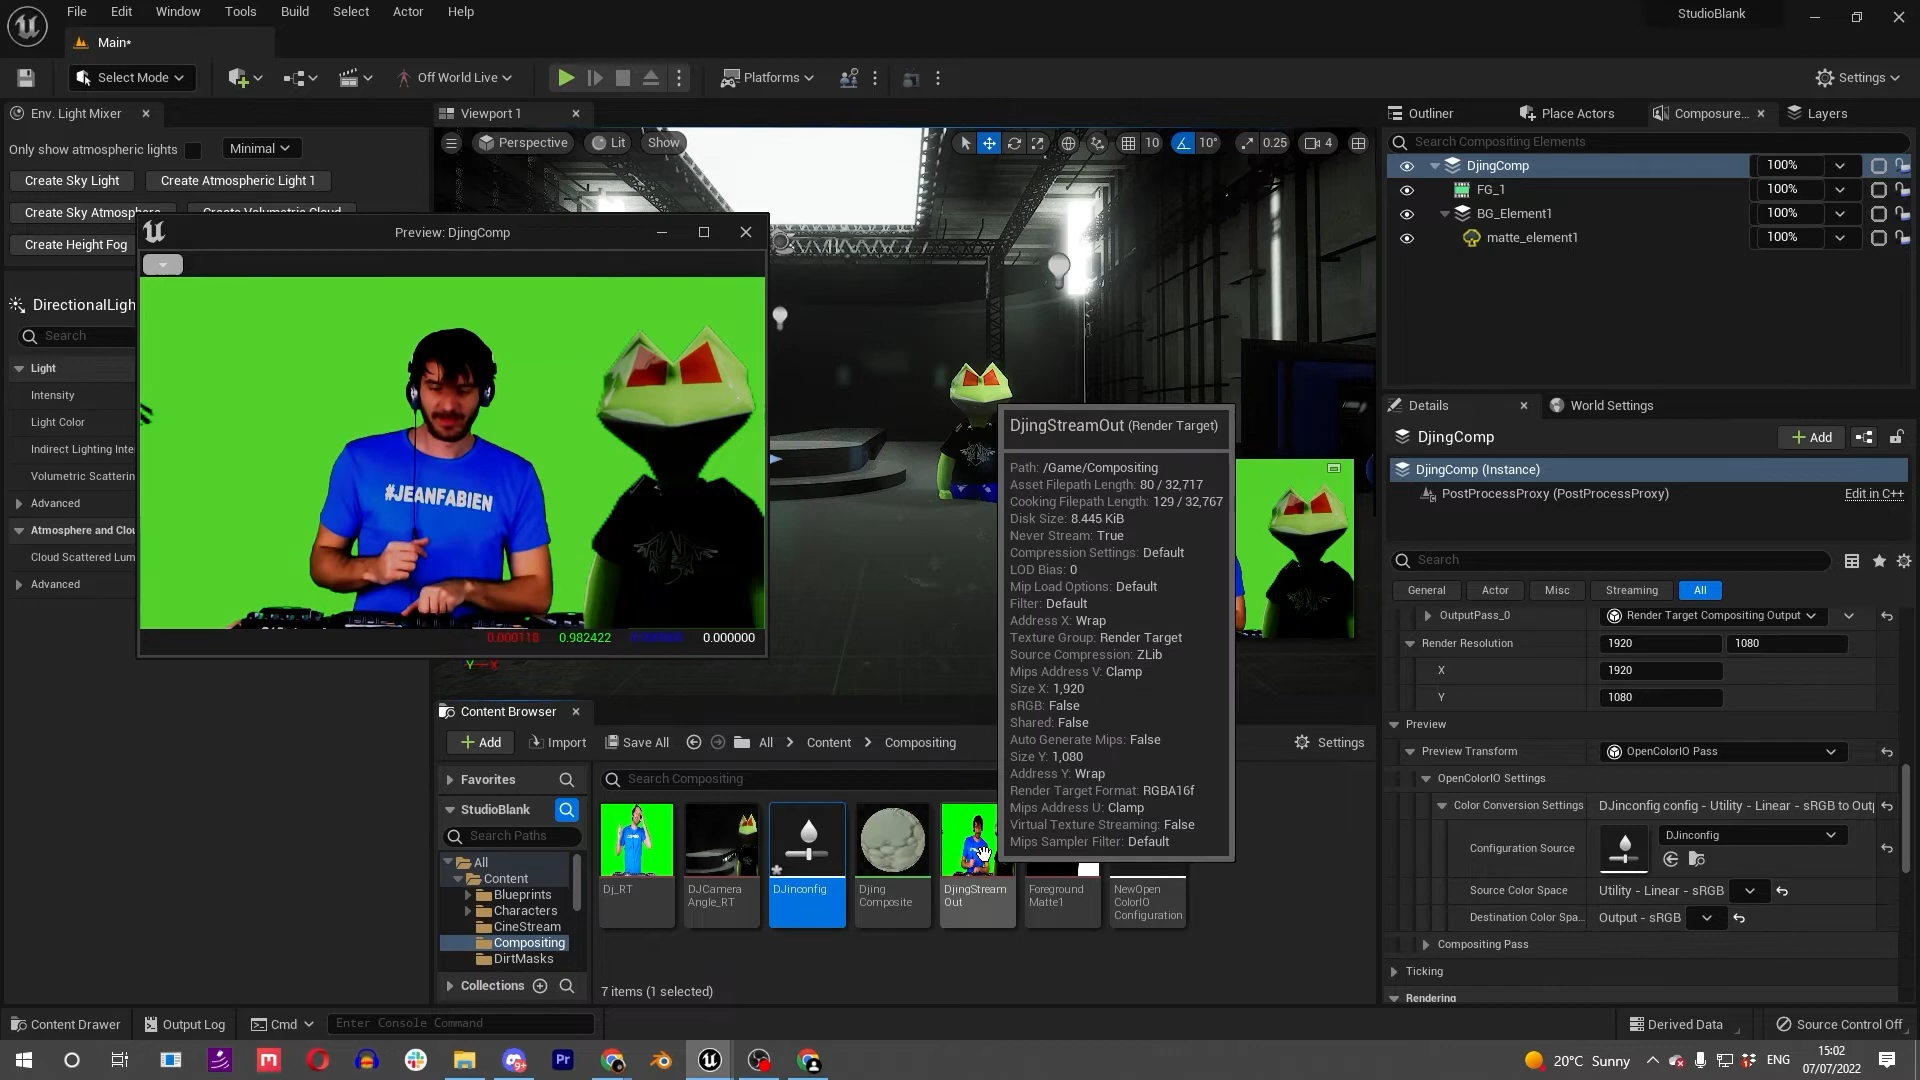 File Edit Window Tools Build Select Actor Help
StudioBlank
Main*
Select Mode
Off World Live
Platforms
Settings
Env. Light Mixer
Viewport 1
Outliner
Place Actors
Composure...
Layers
Only show atmospheric lights
Minimal
Perspective
Lit
Show
10
10°
0.25
4
Search Compositing Elements
Create Sky Light
Create Atmospheric Light 1
DjingComp
100%
FG_1
100%
BG_Element1
100%
matte_element1
100%
Create Sky Atmosphere
Create Volumetric Cloud
Create Height Fog
Preview: DjingComp
DirectionalLigh
Search
Light
Intensity
Light Color
Indirect Lighting Inte
Volumetric Scatterin
Advanced
Atmosphere and Clou
Cloud Scattered Lum
Advanced
#JEANFABIEN
0.000118
0.982422
0.000000
DjingStreamOut (Render Target)
Path: /Game/Compositing
Asset Filepath Length: 80 / 32,717
Cooking Filepath Length: 129 / 32,767
Disk Size: 8.445 KiB
Never Stream: True
Compression Settings: Default
LOD Bias: 0
Mip Load Options: Default
Filter: Default
Address X: Wrap
Texture Group: Render Target
Source Compression: ZLib
Mips Address V: Clamp
Size X: 1,920
sRGB: False
Shared: False
Auto Generate Mips: False
Size Y: 1,080
Address Y: Wrap
Render Target Format: RGBA16f
Mips Address U: Clamp
Virtual Texture Streaming: False
Mips Sampler Filter: Default
Details
World Settings
DjingComp
Add
DjingComp (Instance)
PostProcessProxy (PostProcessProxy)
Edit in C++
Search
General
Actor
Misc
Streaming
All
OutputPass_0
Render Target Compositing Output
Render Resolution
1920
1080
X
1920
Y
1080
Preview
Preview Transform
OpenColorIO Pass
OpenColorIO Settings
Color Conversion Settings
DJinconfig config - Utility - Linear - sRGB to Outp
Configuration Source
DJinconfig
Source Color Space
Utility - Linear - sRGB
Destination Color Spa...
Output - sRGB
Compositing Pass
Ticking
Rendering
Y
X
Content Browser
Add
Import
Save All
All
Content
Compositing
Settings
Favorites
Search Compositing
StudioBlank
Search Paths
All
Content
Blueprints
Characters
CineStream
Compositing
DirtMasks
Collections
Dj_RT
DJCamera
Angle_RT
DJinconfig
Djing
Composite
DjingStream
Out
Foreground
Matte1
NewOpen
ColorIO
Configuration
7 items (1 selected)
Content Drawer
Output Log
Cmd
Enter Console Command
Derived Data
Source Control Off
9+
Pr
20°C Sunny
ENG
15:02
07/07/2022